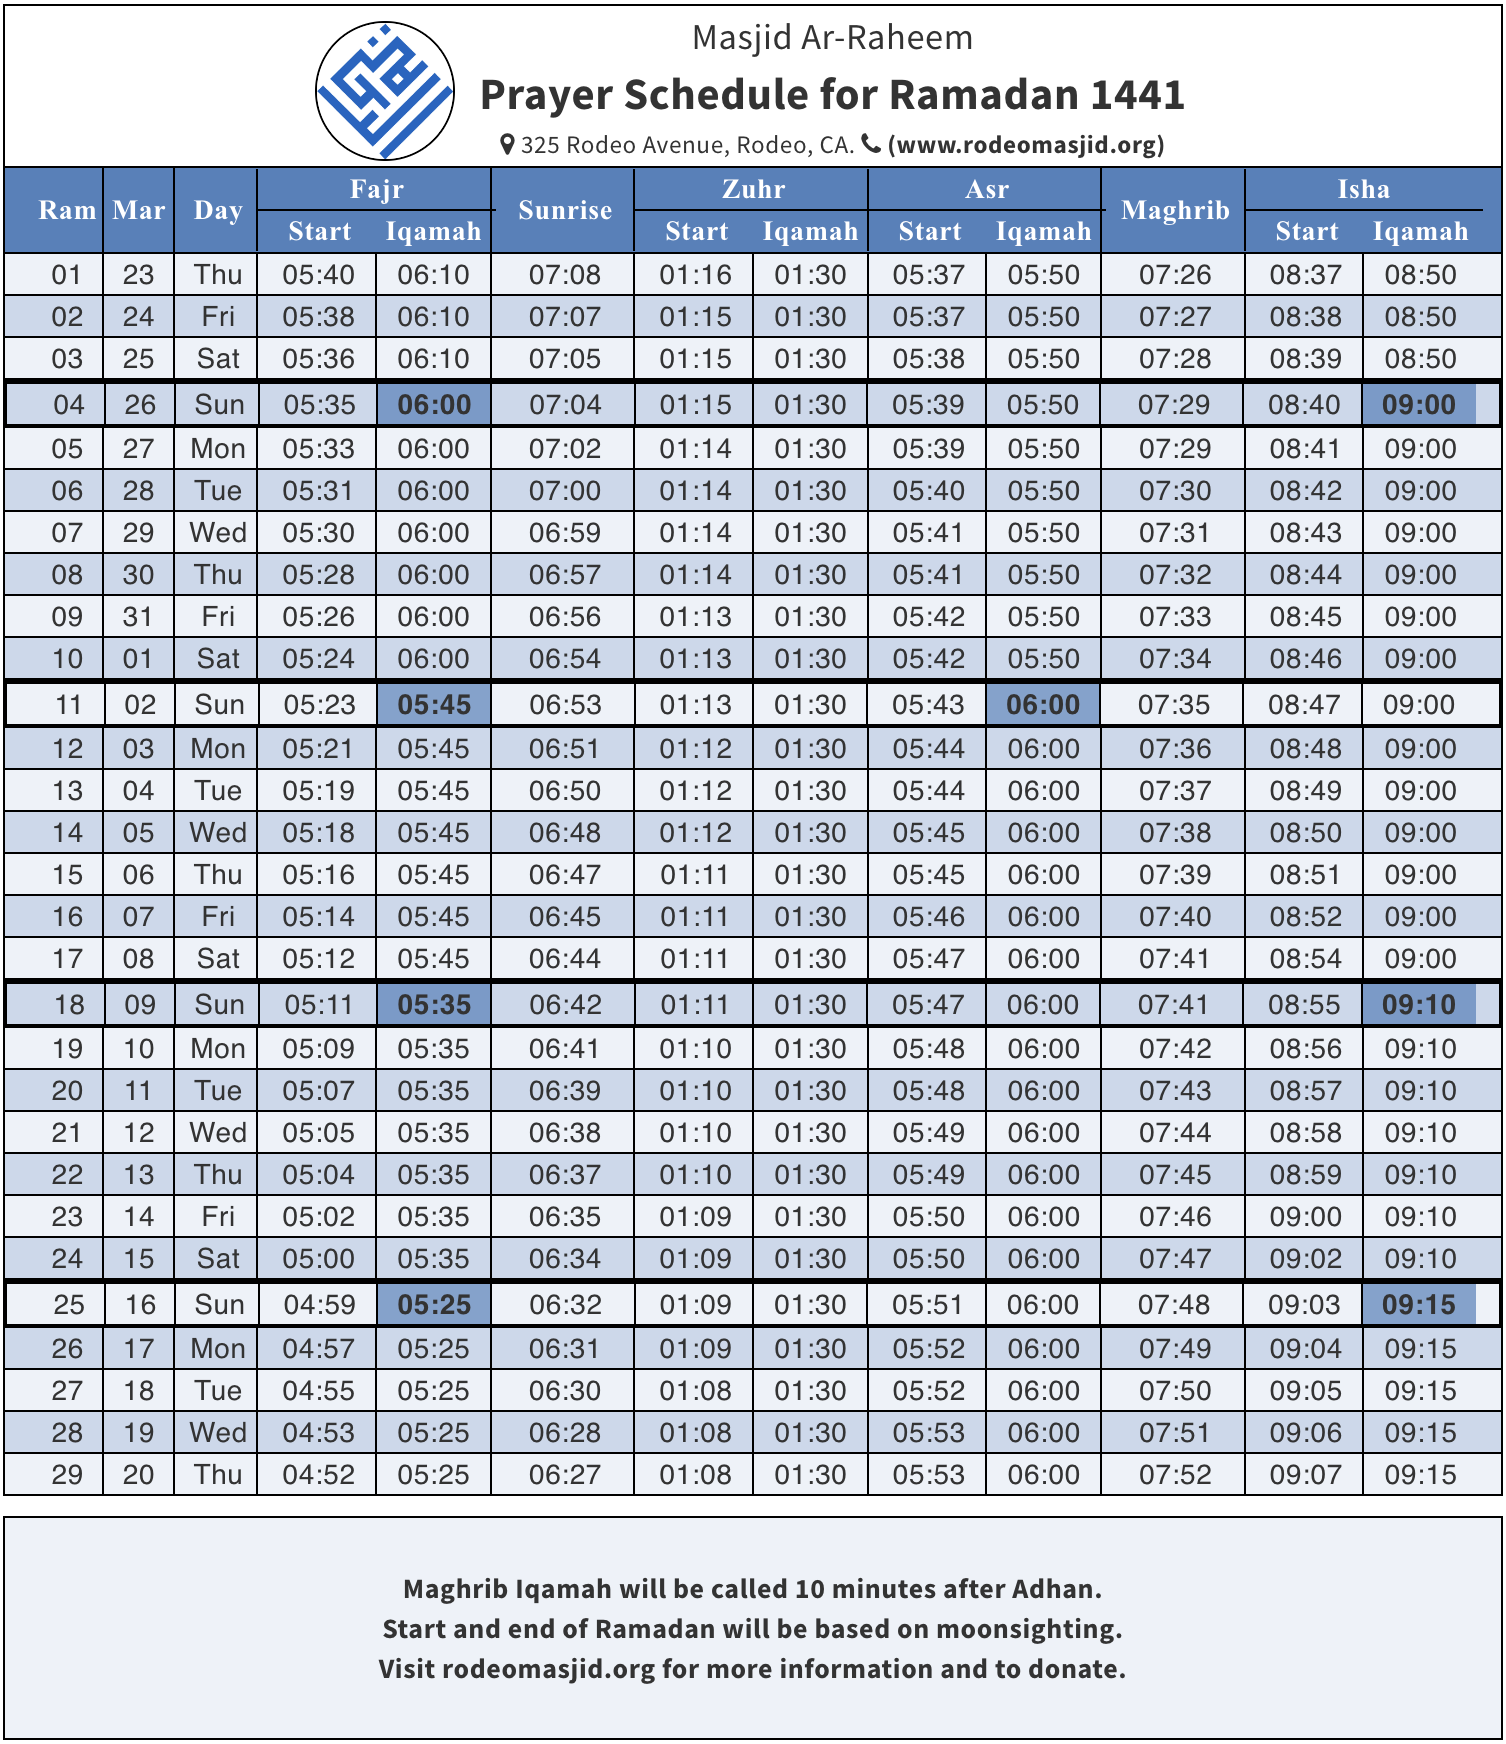 Masjid Ar-Raheem
Prayer Schedule for Ramadan 1441
325 Rodeo Avenue, Rodeo, CA. (www.rodeomasjid.org)
Ram Mar Day Fajr Sunrise Zuhr Asr Maghrib Isha
Start Iqamah Start Iqamah Start Iqamah Start Iqamah
01 23 Thu 05:40 06:10 07:08 01:16 01:30 05:37 05:50 07:26 08:37 08:50
02 24 Fri 05:38 06:10 07:07 01:15 01:30 05:37 05:50 07:27 08:38 08:50
03 25 Sat 05:36 06:10 07:05 01:15 01:30 05:38 05:50 07:28 08:39 08:50
04 26 Sun 05:35 06:00 07:04 01:15 01:30 05:39 05:50 07:29 08:40 09:00
05 27 Mon 05:33 06:00 07:02 01:14 01:30 05:39 05:50 07:29 08:41 09:00
06 28 Tue 05:31 06:00 07:00 01:14 01:30 05:40 05:50 07:30 08:42 09:00
07 29 Wed 05:30 06:00 06:59 01:14 01:30 05:41 05:50 07:31 08:43 09:00
08 30 Thu 05:28 06:00 06:57 01:14 01:30 05:41 05:50 07:32 08:44 09:00
09 31 Fri 05:26 06:00 06:56 01:13 01:30 05:42 05:50 07:33 08:45 09:00
10 01 Sat 05:24 06:00 06:54 01:13 01:30 05:42 05:50 07:34 08:46 09:00
11 02 Sun 05:23 05:45 06:53 01:13 01:30 05:43 06:00 07:35 08:47 09:00
12 03 Mon 05:21 05:45 06:51 01:12 01:30 05:44 06:00 07:36 08:48 09:00
13 04 Tue 05:19 05:45 06:50 01:12 01:30 05:44 06:00 07:37 08:49 09:00
14 05 Wed 05:18 05:45 06:48 01:12 01:30 05:45 06:00 07:38 08:50 09:00
15 06 Thu 05:16 05:45 06:47 01:11 01:30 05:45 06:00 07:39 08:51 09:00
16 07 Fri 05:14 05:45 06:45 01:11 01:30 05:46 06:00 07:40 08:52 09:00
17 08 Sat 05:12 05:45 06:44 01:11 01:30 05:47 06:00 07:41 08:54 09:00
18 09 Sun 05:11 05:35 06:42 01:11 01:30 05:47 06:00 07:41 08:55 09:10
19 10 Mon 05:09 05:35 06:41 01:10 01:30 05:48 06:00 07:42 08:56 09:10
20 11 Tue 05:07 05:35 06:39 01:10 01:30 05:48 06:00 07:43 08:57 09:10
21 12 Wed 05:05 05:35 06:38 01:10 01:30 05:49 06:00 07:44 08:58 09:10
22 13 Thu 05:04 05:35 06:37 01:10 01:30 05:49 06:00 07:45 08:59 09:10
23 14 Fri 05:02 05:35 06:35 01:09 01:30 05:50 06:00 07:46 09:00 09:10
24 15 Sat 05:00 05:35 06:34 01:09 01:30 05:50 06:00 07:47 09:02 09:10
25 16 Sun 04:59 05:25 06:32 01:09 01:30 05:51 06:00 07:48 09:03 09:15
26 17 Mon 04:57 05:25 06:31 01:09 01:30 05:52 06:00 07:49 09:04 09:15
27 18 Tue 04:55 05:25 06:30 01:08 01:30 05:52 06:00 07:50 09:05 09:15
28 19 Wed 04:53 05:25 06:28 01:08 01:30 05:53 06:00 07:51 09:06 09:15
29 20 Thu 04:52 05:25 06:27 01:08 01:30 05:53 06:00 07:52 09:07 09:15
Maghrib Iqamah will be called 10 minutes after Adhan.
Start and end of Ramadan will be based on moonsighting.
Visit rodeomasjid.org for more information and to donate.